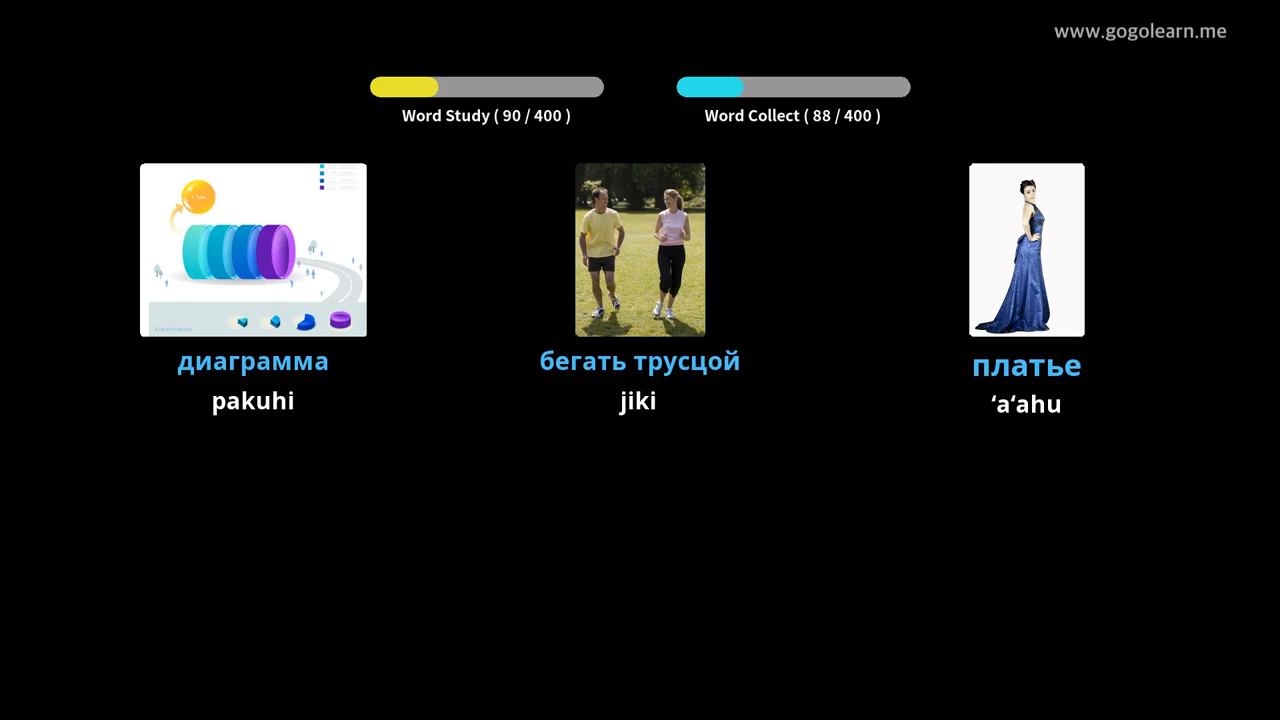 www.gogolearn.me
Word Study ( 90 / 400 )
Word Collect ( 88 / 400 )
диаграмма
бегать трусцой
платье
pakuhi
jiki
ʻaʻahu